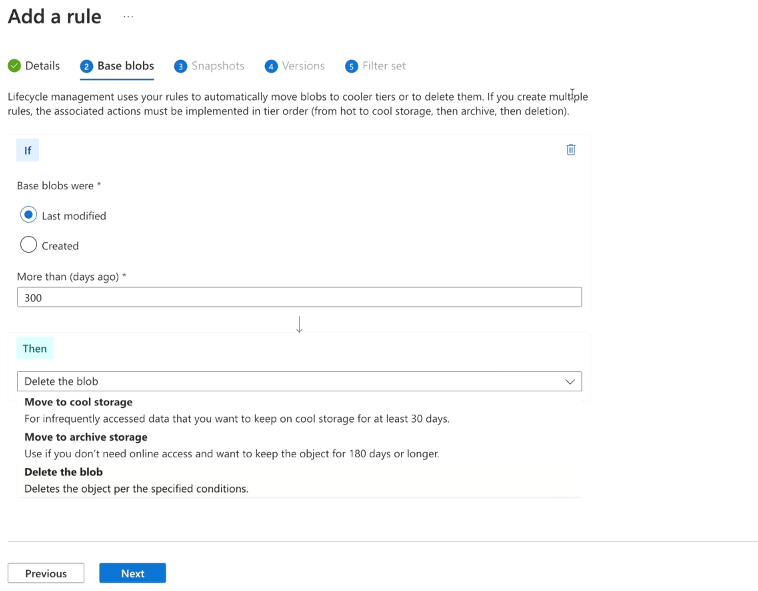 Add a rule ...
Details 2 Base blobs 3 Snapshots 4 Versions 5 Filter set
Lifecycle management uses your rules to automatically move blobs to cooler tiers or to delete them. If you create multiple
rules, the associated actions must be implemented in tier order (from hot to cool storage, then archive, then deletion).
If
Base blobs were *
Last modified
Created
More than (days ago) *
300
Then
Delete the blob
Move to cool storage
For infrequently accessed data that you want to keep on cool storage for at least 30 days.
Move to archive storage
Use if you don't need online access and want to keep the object for 180 days or longer.
Delete the blob
Deletes the object per the specified conditions.
Previous Next